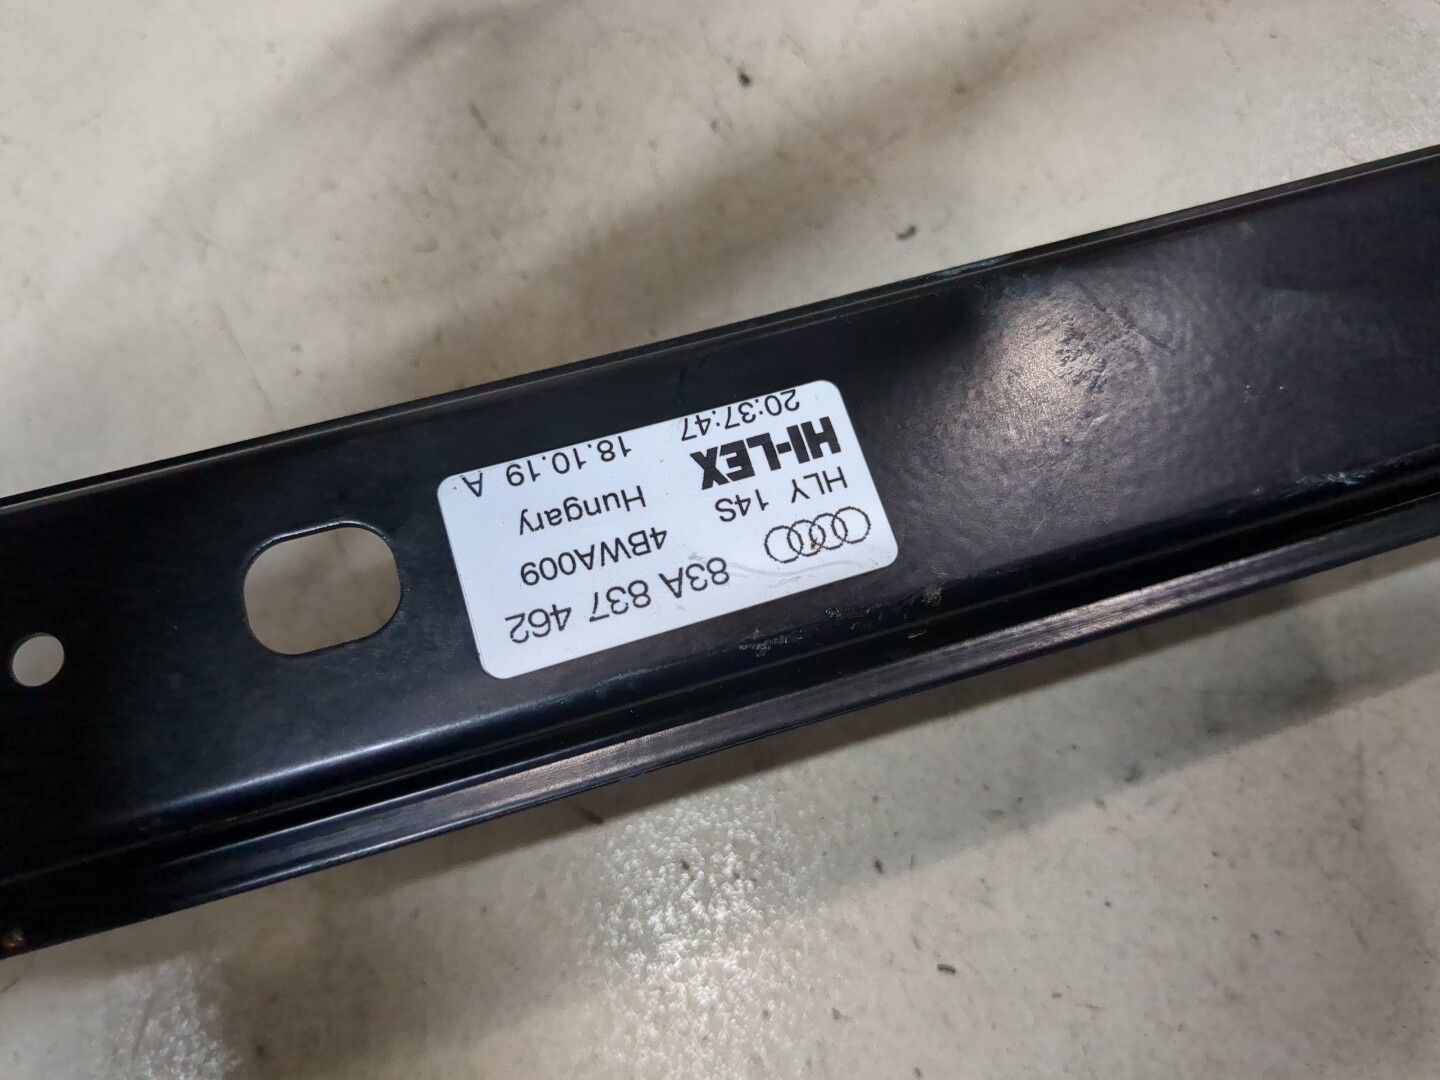 83A 837 462
4BWA009
HLY 14S Hungary
HI-LEX 18.10.19 A
20:37:47